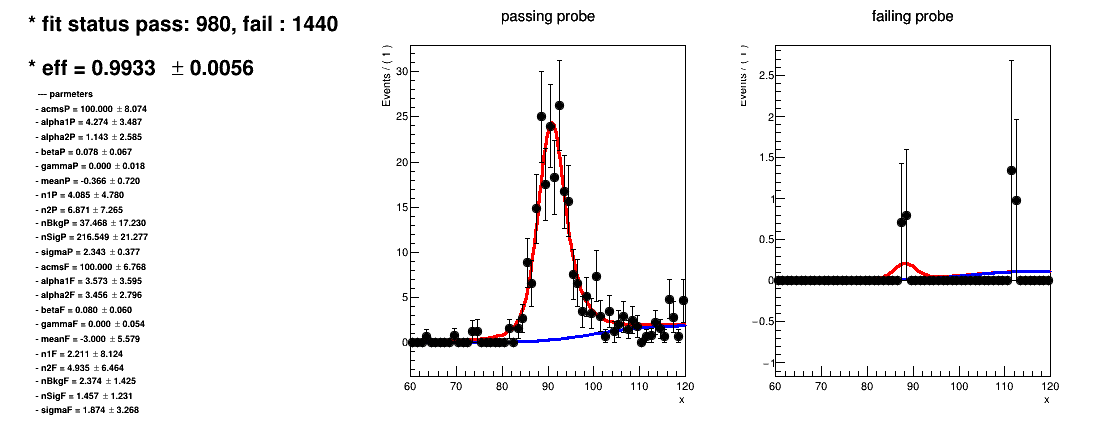 * fit status pass: 980, fail : 1440
* eff = 0.9933 ± 0.0056
--- parmeters
- acmsP = 100.000 ± 8.074
- alpha1P = 4.274 ± 3.487
- alpha2P = 1.143 ± 2.585
- betaP = 0.078 ± 0.067
- gammaP = 0.000 ± 0.018
- meanP = -0.366 ± 0.720
- n1P = 4.085 ± 4.780
- n2P = 6.871 ± 7.265
- nBkgP = 37.468 ± 17.230
- nSigP = 216.549 ± 21.277
- sigmaP = 2.343 ± 0.377
- acmsF = 100.000 ± 6.768
- alpha1F = 3.573 ± 3.595
- alpha2F = 3.456 ± 2.796
- betaF = 0.080 ± 0.060
- gammaF = 0.000 ± 0.054
- meanF = -3.000 ± 5.579
- n1F = 2.211 ± 8.124
- n2F = 4.935 ± 6.464
- nBkgF = 2.374 ± 1.425
- nSigF = 1.457 ± 1.231
- sigmaF = 1.874 ± 3.268
passing probe
Events / ( 1 )
30
25
20
15
10
5
0
60 70 80 90 100 110 120
x
failing probe
Events / ( 1 )
2.5
2
1.5
1
0.5
0
−0.5
−1
60 70 80 90 100 110 120
x